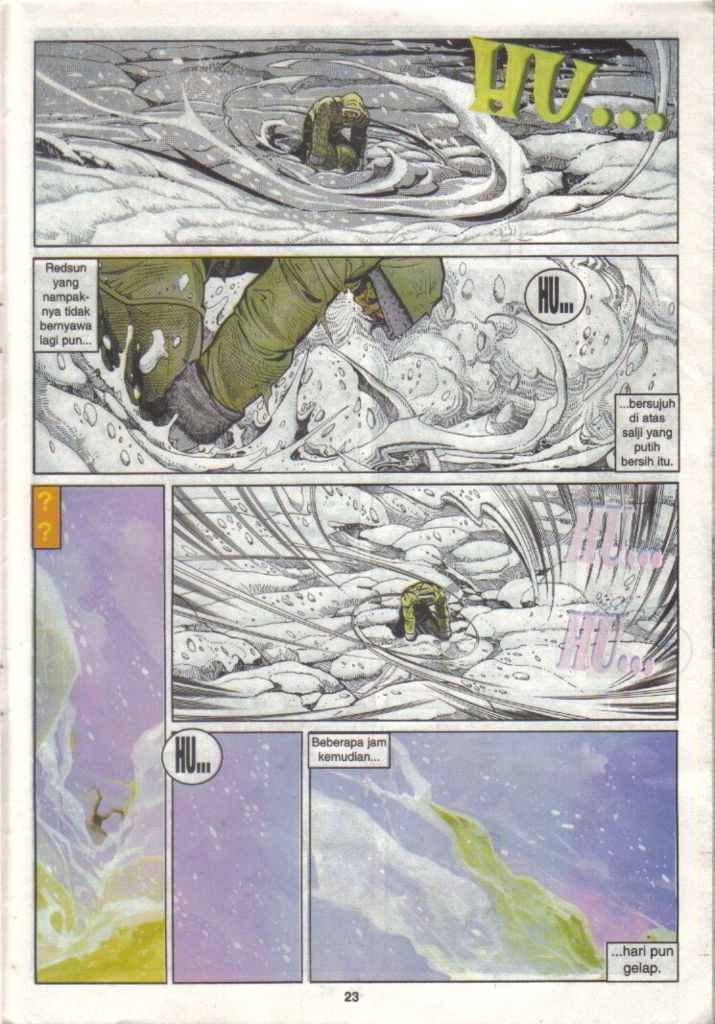 HU...
Redsun
yang
nampak-
nya tidak
bernyawa
lagi pun...
HU...
...bersujuh
di atas
salji yang
putih
bersih itu.
?
?
HU...
HU...
HU...
Beberapa jam
kemudian...
...hari pun
gelap.
23